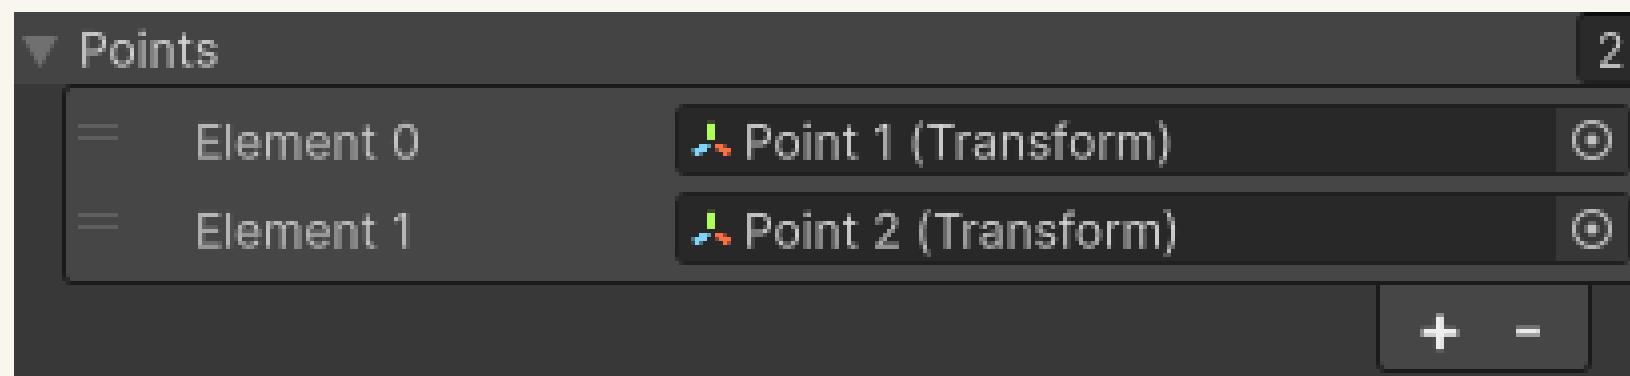 Points 2
Element 0 Point 1 (Transform)
Element 1 Point 2 (Transform)
+ -